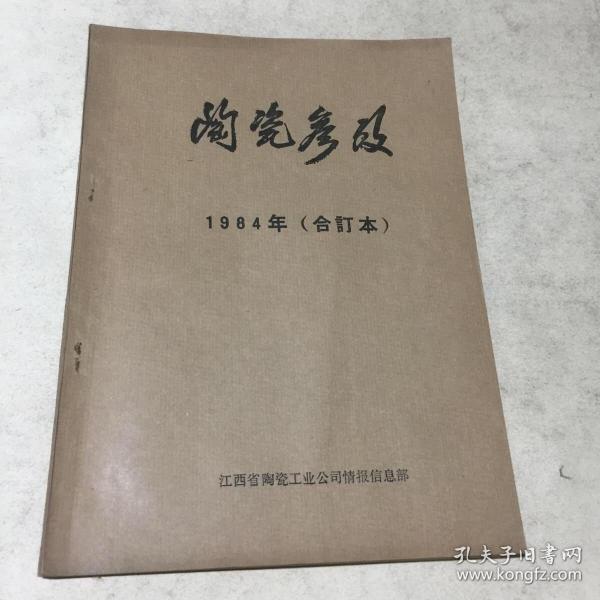 陶瓷参考
1984年(合訂本)
江西省陶瓷工业公司情报信息部
孔夫子旧书网
www.kongfz.com